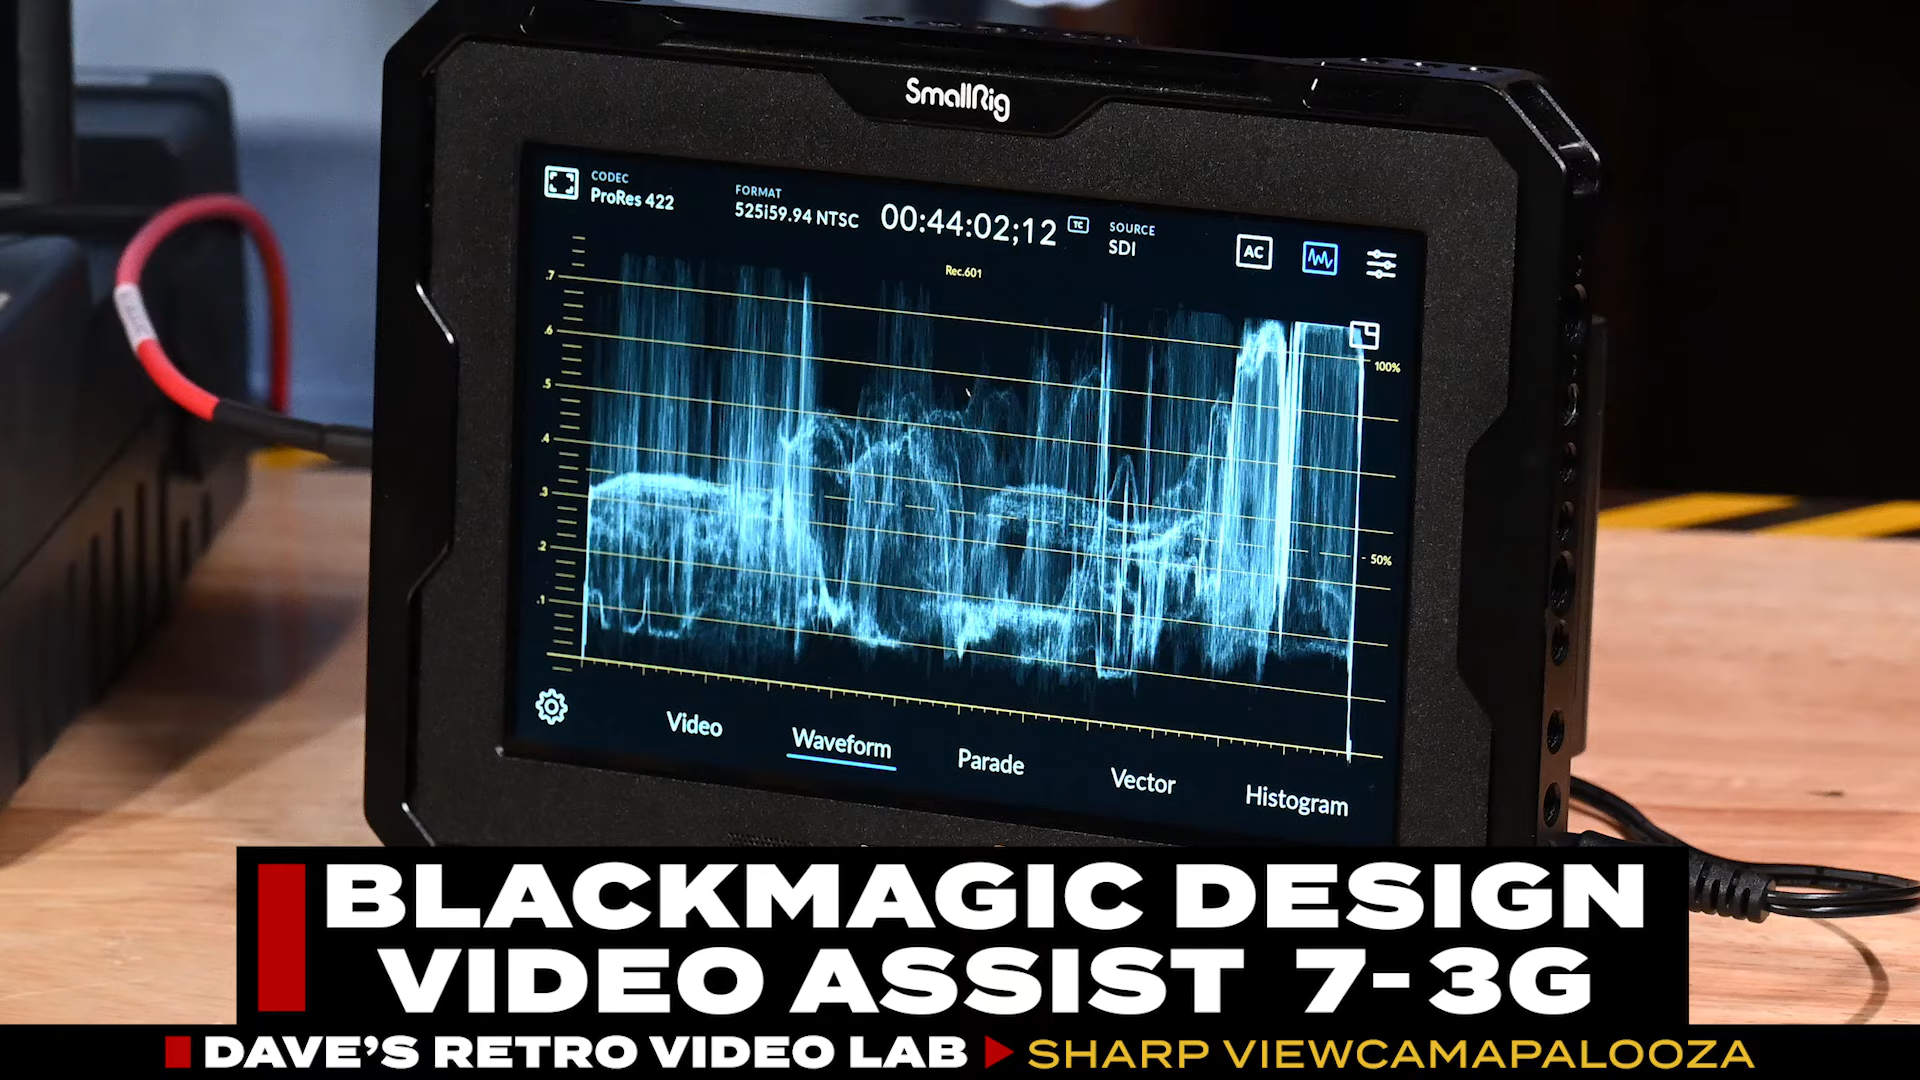 SmallRig
CODEC
ProRes 422
FORMAT
525i59.94 NTSC
00:44:02;12
TC
SOURCE
SDI
AC
Rec.601
.7
.6
.5
.4
.3
.2
.1
100%
50%
Video
Waveform
Parade
Vector
Histogram
BLACKMAGIC DESIGN
VIDEO ASSIST 7-3G
DAVE'S RETRO VIDEO LAB
SHARP VIEWCAMAPALOOZA